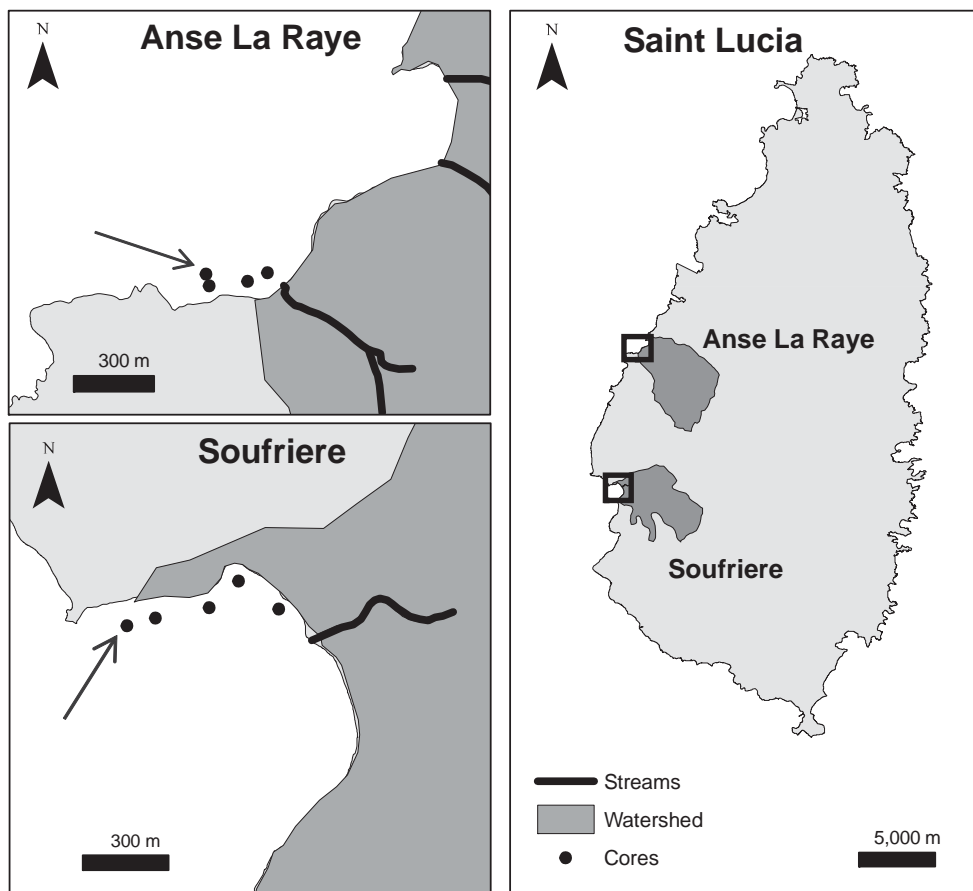 N
Anse La Raye
300 m
N
Soufriere
300 m
N
Saint Lucia
Anse La Raye
Soufriere
Streams
Watershed
Cores
5,000 m